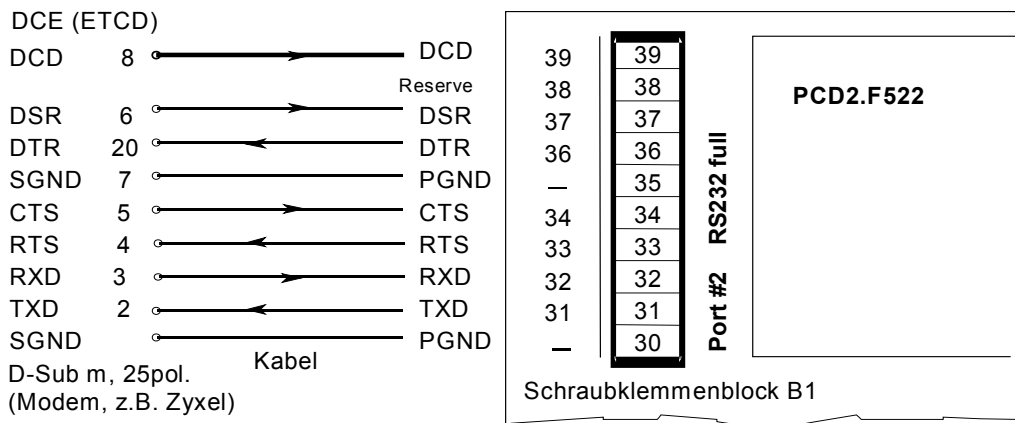 DCE (ETCD)
DCD 8 DCD 39 39
Reserve 38 38
DSR 6 DSR 37 37
DTR 20 DTR 36 36
SGND 7 PGND — 35
CTS 5 CTS 34 34
RTS 4 RTS 33 33
RXD 3 RXD 32 32
TXD 2 TXD 31 31
SGND PGND — 30
Kabel
D-Sub m, 25pol.
(Modem, z.B. Zyxel)
Port #2 RS232 full
PCD2.F522
Schraubklemmenblock B1